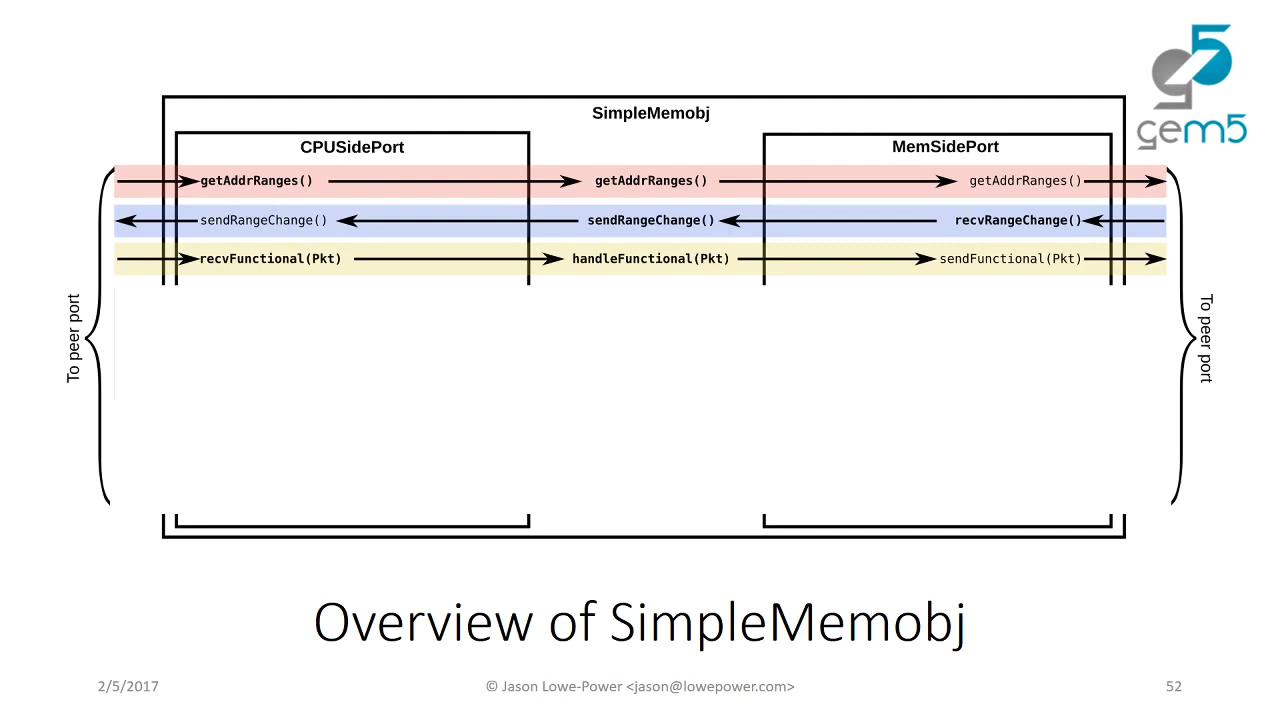 gem5
SimpleMemobj
CPUSidePort
MemSidePort
getAddrRanges() getAddrRanges() getAddrRanges()
sendRangeChange() sendRangeChange() recvRangeChange()
recvFunctional(Pkt) handleFunctional(Pkt) sendFunctional(Pkt)
To peer port
To peer port
Overview of SimpleMemobj
2/5/2017
© Jason Lowe-Power <jason@lowepower.com>
52